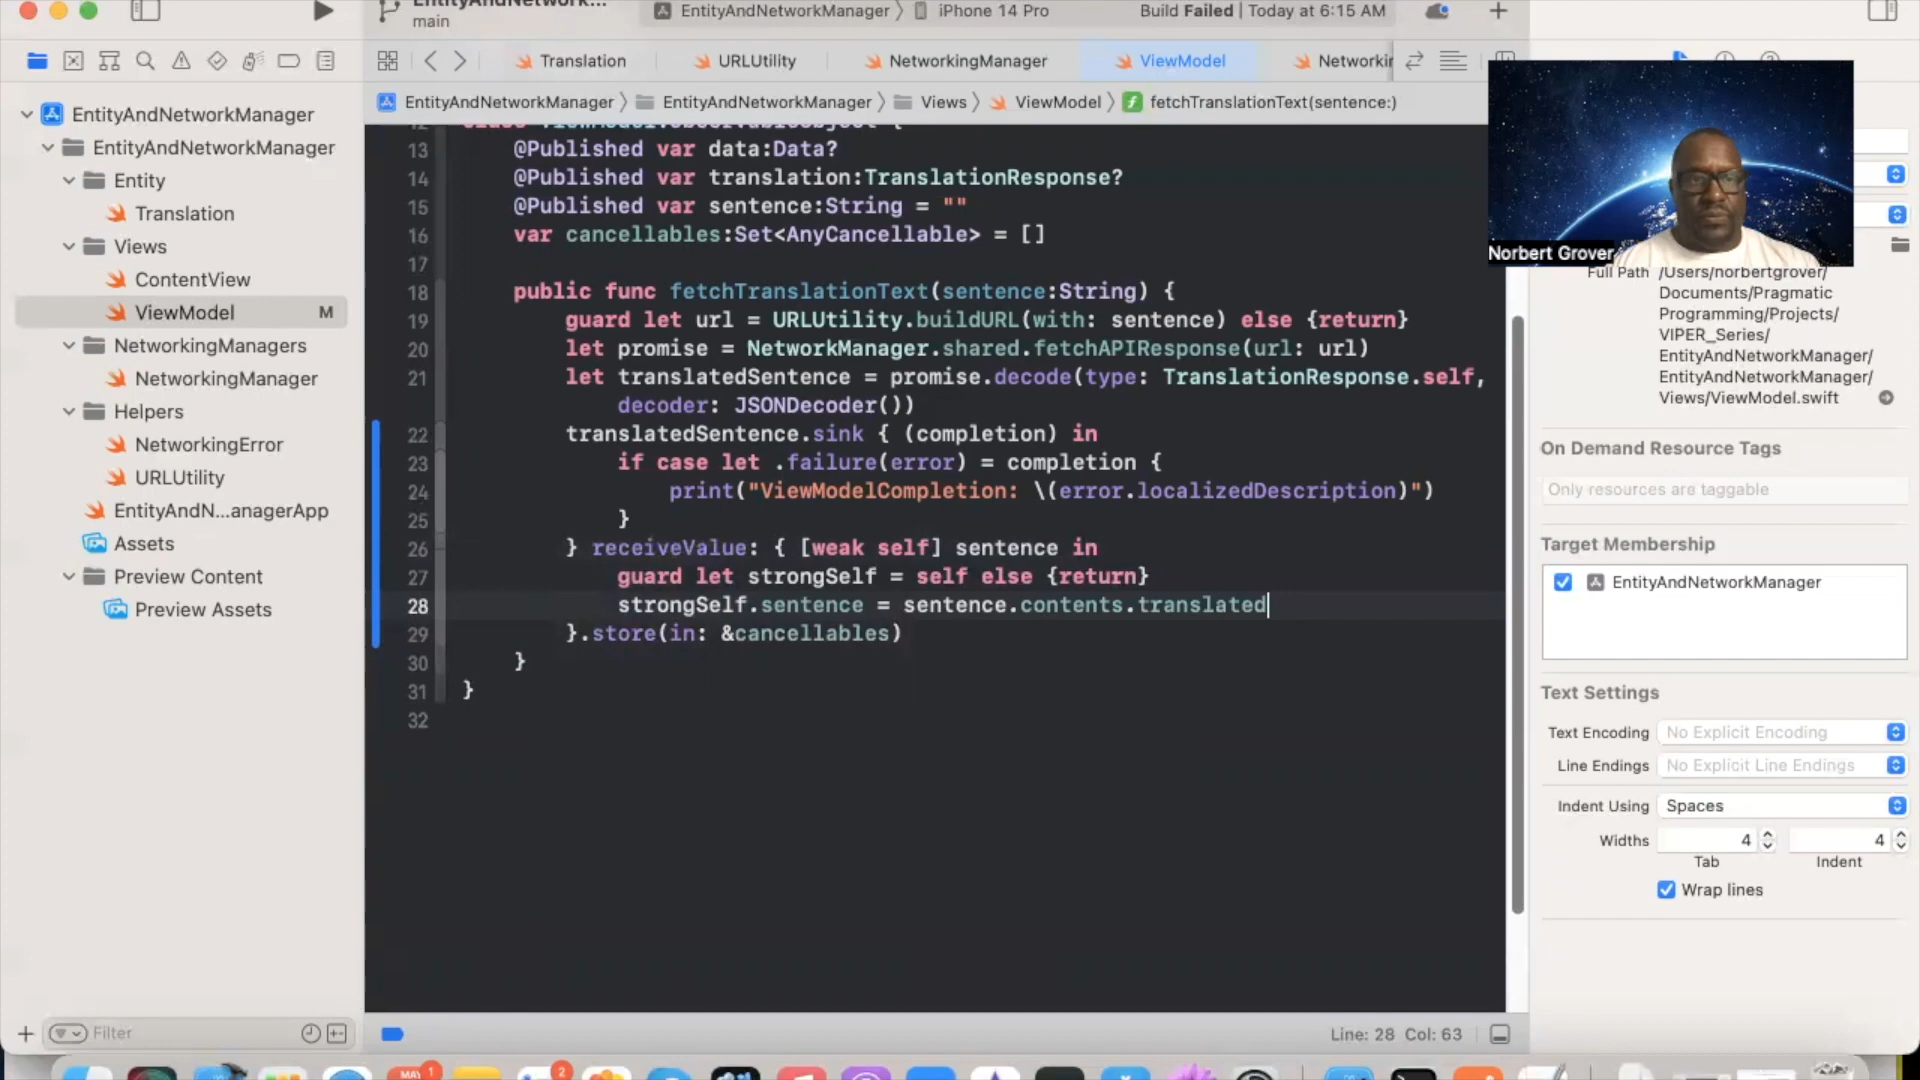 EntityAndNetwork...
main
EntityAndNetworkManager
iPhone 14 Pro
Build Failed | Today at 6:15 AM
Translation
URLUtility
NetworkingManager
ViewModel
Networkin
EntityAndNetworkManager
EntityAndNetworkManager
Views
ViewModel
fetchTranslationText(sentence:)
EntityAndNetworkManager
EntityAndNetworkManager
Entity
Translation
Views
ContentView
ViewModel
M
NetworkingManagers
NetworkingManager
Helpers
NetworkingError
URLUtility
EntityAndN...anagerApp
Assets
Preview Content
Preview Assets
Filter
13 @Published var data:Data?
14 @Published var translation:TranslationResponse?
15 @Published var sentence:String = ""
16 var cancellables:Set<AnyCancellable> = []
17
18 public func fetchTranslationText(sentence:String) {
19 guard let url = URLUtility.buildURL(with: sentence) else {return}
20 let promise = NetworkManager.shared.fetchAPIResponse(url: url)
21 let translatedSentence = promise.decode(type: TranslationResponse.self,
decoder: JSONDecoder())
22 translatedSentence.sink { (completion) in
23 if case let .failure(error) = completion {
24 print("ViewModelCompletion: \(error.localizedDescription)")
25 }
26 } receiveValue: { [weak self] sentence in
27 guard let strongSelf = self else {return}
28 strongSelf.sentence = sentence.contents.translated
29 }.store(in: &cancellables)
30 }
31 }
32
Line: 28 Col: 63
Norbert Grover
Full Path /Users/norbertgrover/
Documents/Pragmatic
Programming/Projects/
VIPER_Series/
EntityAndNetworkManager/
EntityAndNetworkManager/
Views/ViewModel.swift
On Demand Resource Tags
Only resources are taggable
Target Membership
EntityAndNetworkManager
Text Settings
Text Encoding No Explicit Encoding
Line Endings No Explicit Line Endings
Indent Using Spaces
Widths 4 4
Tab Indent
Wrap lines
MAY 1
2